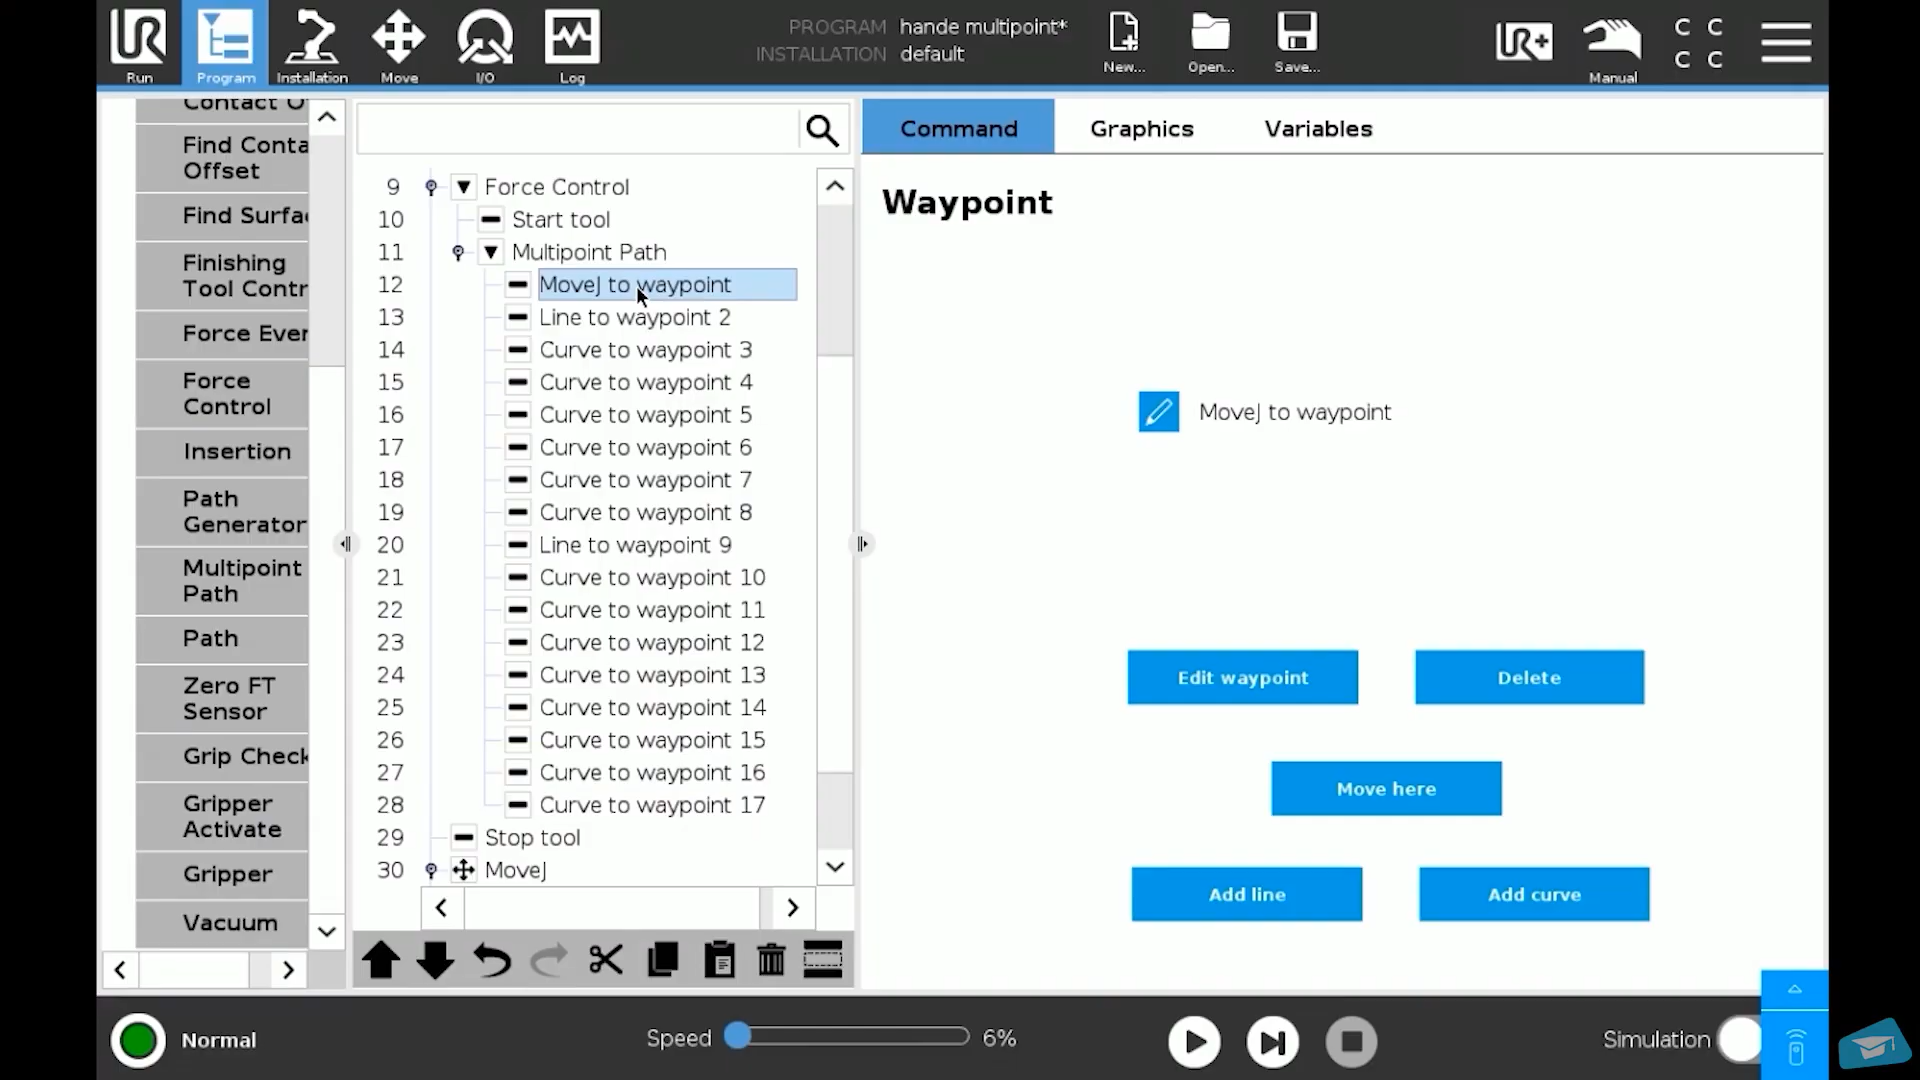 PROGRAM hande multipoint*
INSTALLATION default
UR
Run
Program
Installation
Move
I/O
Log
New...
Open...
Save...
UR+
Manual
C C
C C
Contact O
Find Conta
Offset
Find Surfa
Finishing
Tool Contr
Force Ever
Force
Control
Insertion
Path
Generator
Multipoint
Path
Path
Zero FT
Sensor
Grip Check
Gripper
Activate
Gripper
Vacuum
9 Force Control
10 Start tool
11 Multipoint Path
12 MoveJ to waypoint
13 Line to waypoint 2
14 Curve to waypoint 3
15 Curve to waypoint 4
16 Curve to waypoint 5
17 Curve to waypoint 6
18 Curve to waypoint 7
19 Curve to waypoint 8
20 Line to waypoint 9
21 Curve to waypoint 10
22 Curve to waypoint 11
23 Curve to waypoint 12
24 Curve to waypoint 13
25 Curve to waypoint 14
26 Curve to waypoint 15
27 Curve to waypoint 16
28 Curve to waypoint 17
29 Stop tool
30 MoveJ
Command
Graphics
Variables
Waypoint
MoveJ to waypoint
Edit waypoint
Delete
Move here
Add line
Add curve
Normal
Speed
6%
Simulation